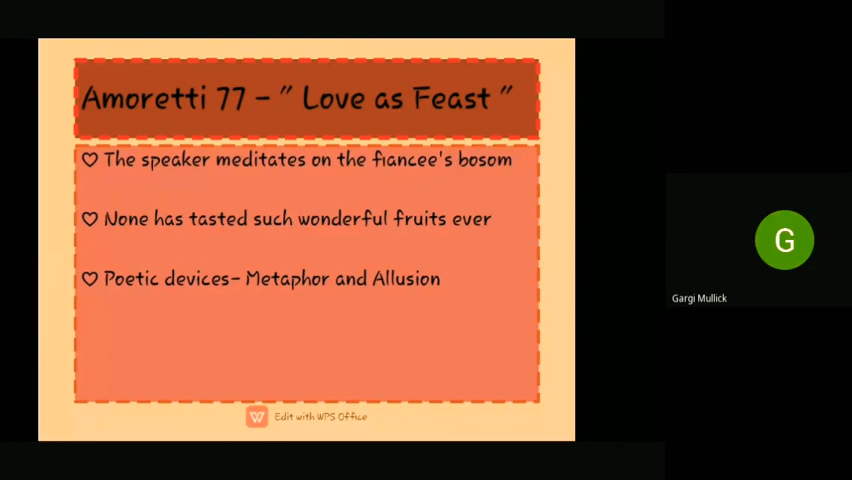 Amoretti 77 - " Love as Feast "
♡ The speaker meditates on the fiancee's bosom
♡ None has tasted such wonderful fruits ever
♡ Poetic devices- Metaphor and Allusion
W Edit with WPS Office
G
Gargi Mullick